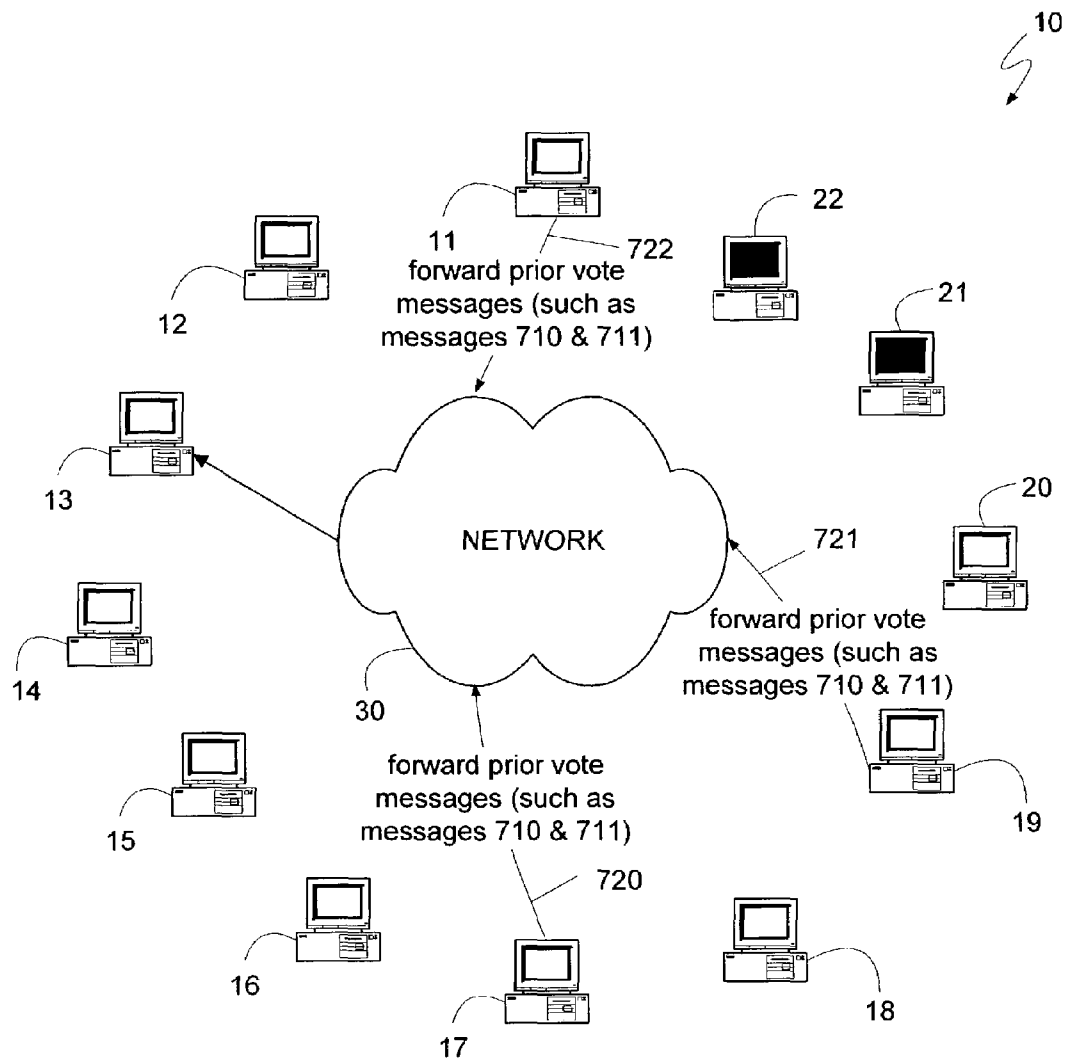 10
11
722
22
21
12
forward prior vote
messages (such as
messages 710 & 711)
13
NETWORK
721
20
forward prior vote
messages (such as
messages 710 & 711)
14
30
19
forward prior vote
messages (such as
messages 710 & 711)
15
720
16
17
18